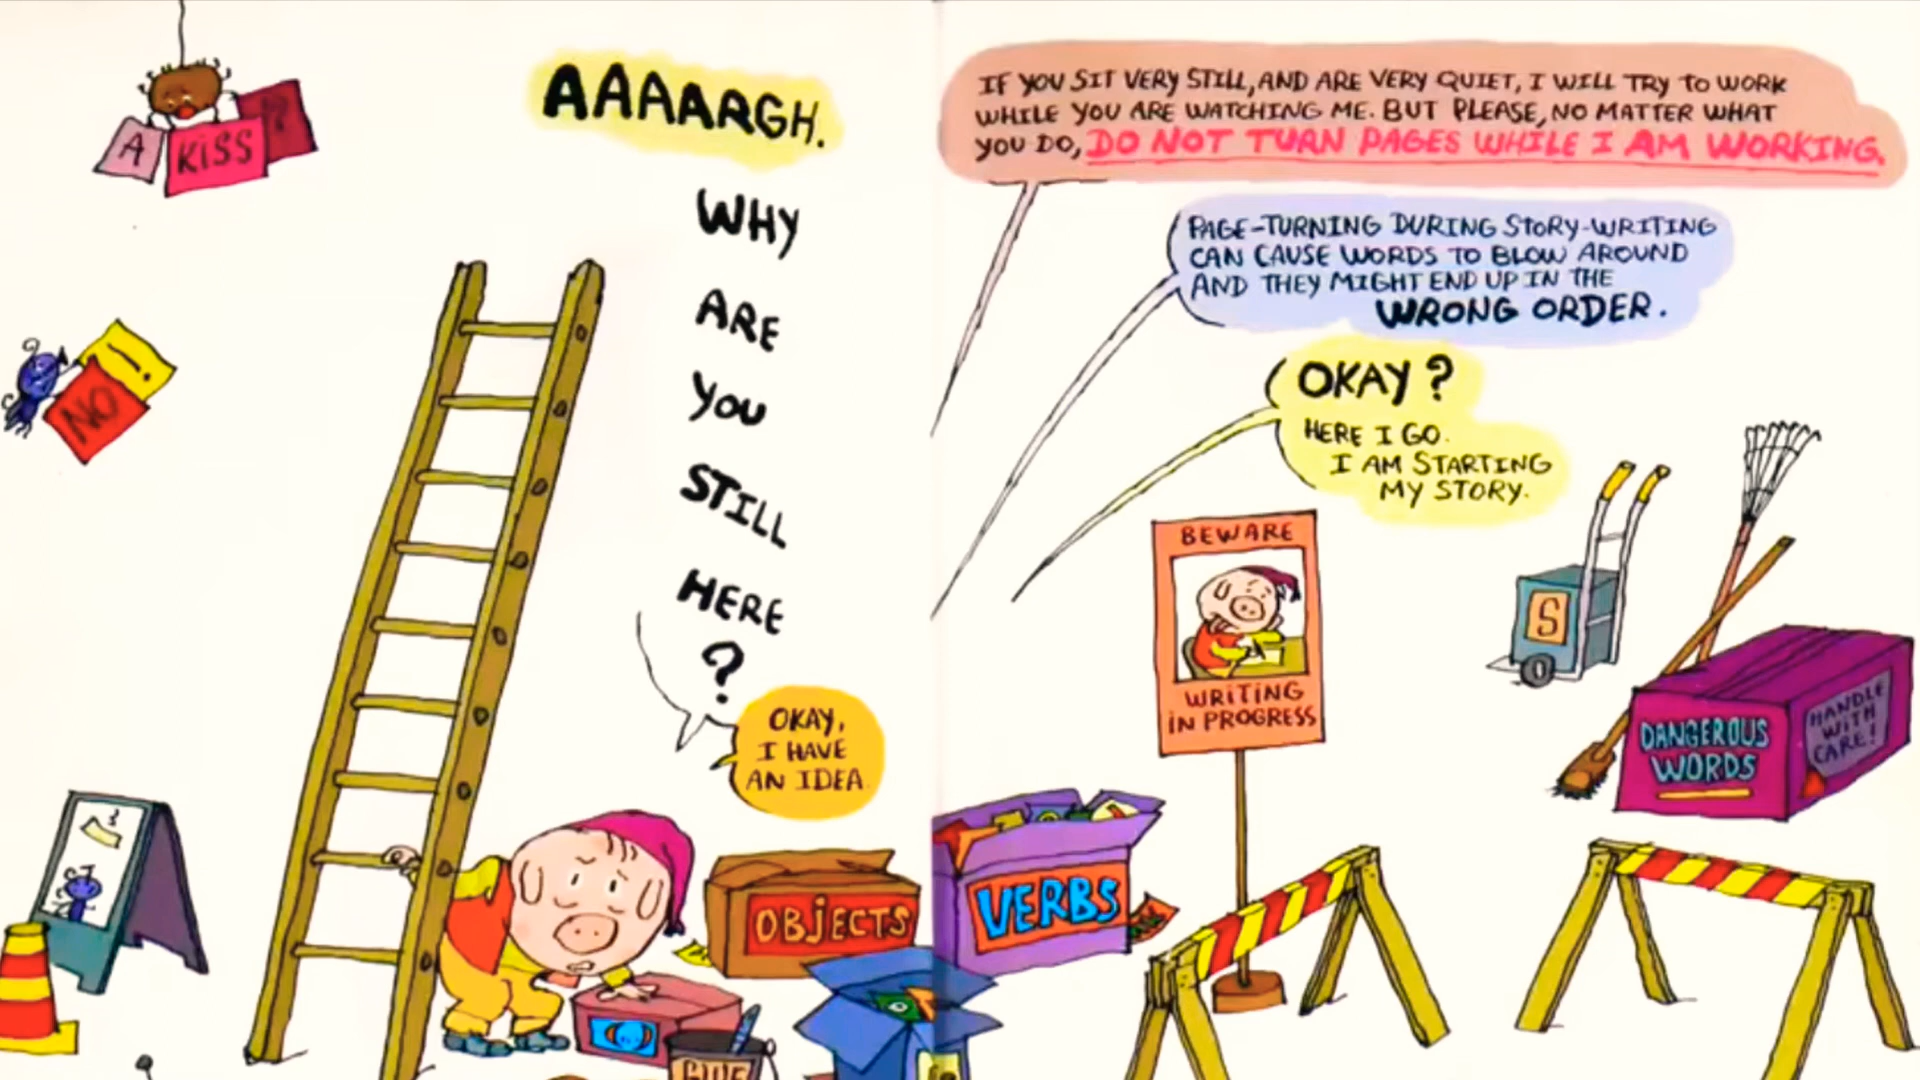 A KISS ?
NO !
AAAAARGH.
WHY
ARE
YOU
STILL
HERE
?
OKAY,
I HAVE
AN IDEA.
OBJECTS
GLUE
IF YOU SIT VERY STILL, AND ARE VERY QUIET, I WILL TRY TO WORK
WHILE YOU ARE WATCHING ME. BUT PLEASE, NO MATTER WHAT
YOU DO, DO NOT TURN PAGES WHILE I AM WORKING.
PAGE-TURNING DURING STORY-WRITING
CAN CAUSE WORDS TO BLOW AROUND
AND THEY MIGHT END UP IN THE
WRONG ORDER.
OKAY?
HERE I GO.
I AM STARTING
MY STORY.
BEWARE
WRITING
IN PROGRESS
S
DANGEROUS
WORDS
HANDLE
WITH
CARE!
VERBS